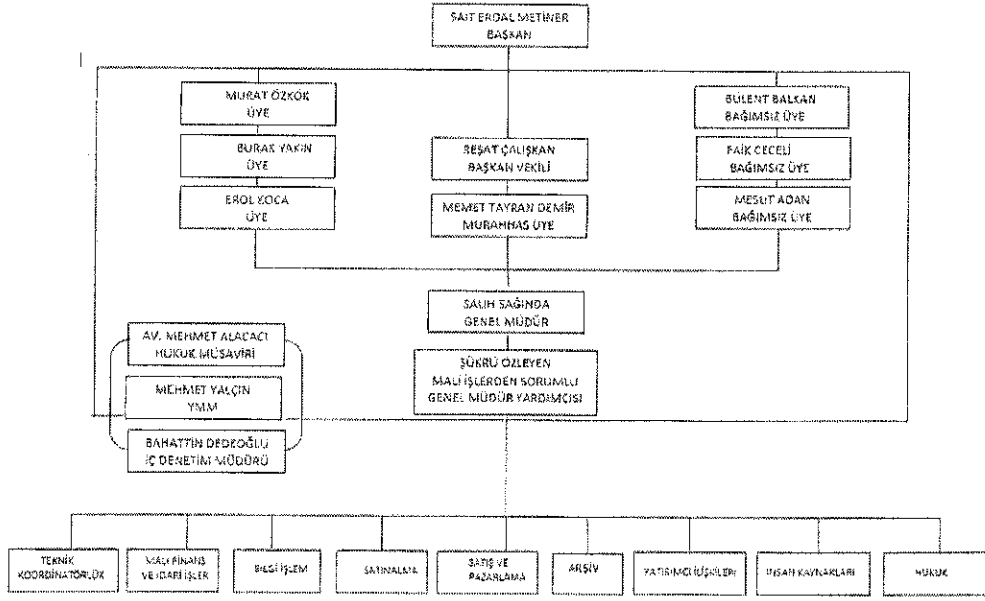 SAİT ERDAL METİNER
BAŞKAN
MURAT ÖZKÖK
ÜYE
BURAK YAKIN
ÜYE
EROL KOCA
ÜYE
REŞAT ÇALIŞKAN
BAŞKAN VEKİLİ
MEMET TAYRAN DEMİR
MURAHHAS ÜYE
BÜLENT BALKAN
BAĞIMSIZ ÜYE
FAİK CECELİ
BAĞIMSIZ ÜYE
MESUT ADAN
BAĞIMSIZ ÜYE
SALİH SAĞINDA
GENEL MÜDÜR
ŞÜKRÜ ÖZLEYEN
MALİ İŞLERDEN SORUMLU
GENEL MÜDÜR YARDIMCISI
AV. MEHMET ALACACI
HUKUK MÜŞAVİRİ
MEHMET YALÇIN
YMM
BAHATTİN DEDEOĞLU
İÇ DENETİM MÜDÜRÜ
TEKNİK
KOORDİNATÖRLÜK
MALİ FİNANS
VE İDARİ İŞLER
BİLGİ İŞLEM
SATINALMA
SATIŞ VE
PAZARLAMA
ARŞİV
YATIRIMCI İLİŞKİLERİ
İNSAN KAYNAKLARI
HUKUK